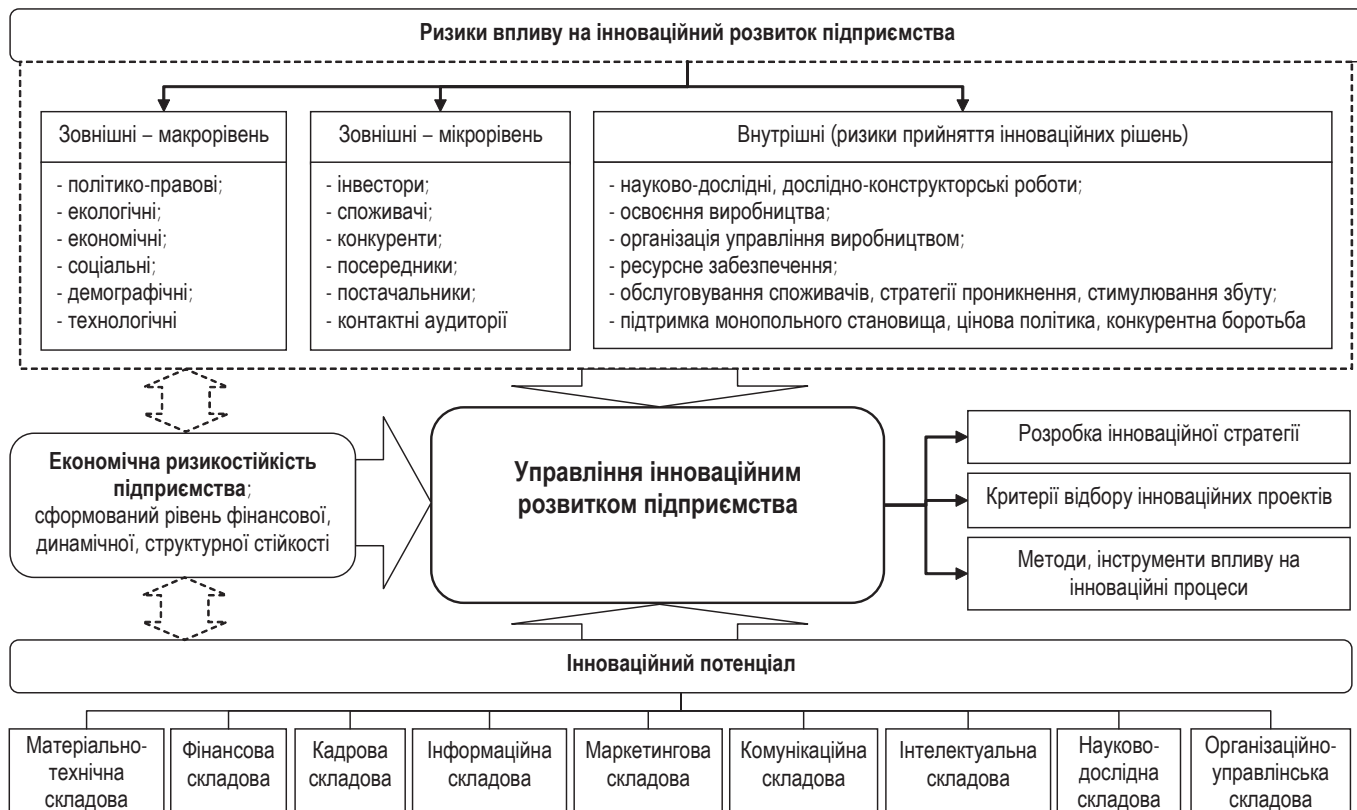 Ризики впливу на інноваційний розвиток підприємства
Зовнішні – макрорівень
- політико-правові;
- екологічні;
- економічні;
- соціальні;
- демографічні;
- технологічні
Зовнішні – мікрорівень
- інвестори;
- споживачі;
- конкуренти;
- посередники;
- постачальники;
- контактні аудиторії
Внутрішні (ризики прийняття інноваційних рішень)
- науково-дослідні, дослідно-конструкторські роботи;
- освоєння виробництва;
- організація управління виробництвом;
- ресурсне забезпечення;
- обслуговування споживачів, стратегії проникнення, стимулювання збуту;
- підтримка монопольного становища, цінова політика, конкурентна боротьба
Економічна ризикостійкість
підприємства;
сформований рівень фінансової,
динамічної, структурної стійкості
Управління інноваційним
розвитком підприємства
Розробка інноваційної стратегії
Критерії відбору інноваційних проектів
Методи, інструменти впливу на
інноваційні процеси
Інноваційний потенціал
Матеріально-
технічна
складова
Фінансова
складова
Кадрова
складова
Інформаційна
складова
Маркетингова
складова
Комунікаційна
складова
Інтелектуальна
складова
Науково-
дослідна
складова
Організаційно-
управлінська
складова